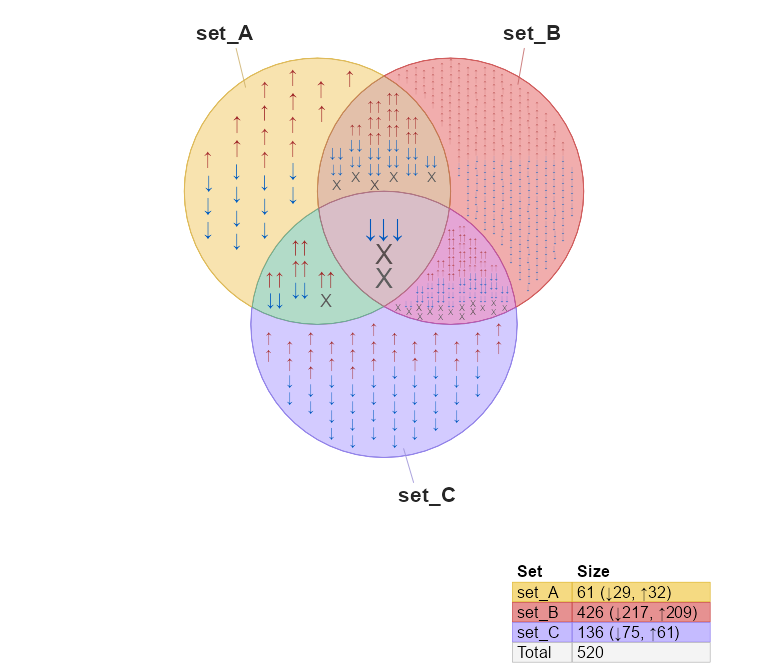 set_A
set_B
set_C
Set Size
set_A 61 (↓29, ↑32)
set_B 426 (↓217, ↑209)
set_C 136 (↓75, ↑61)
Total 520